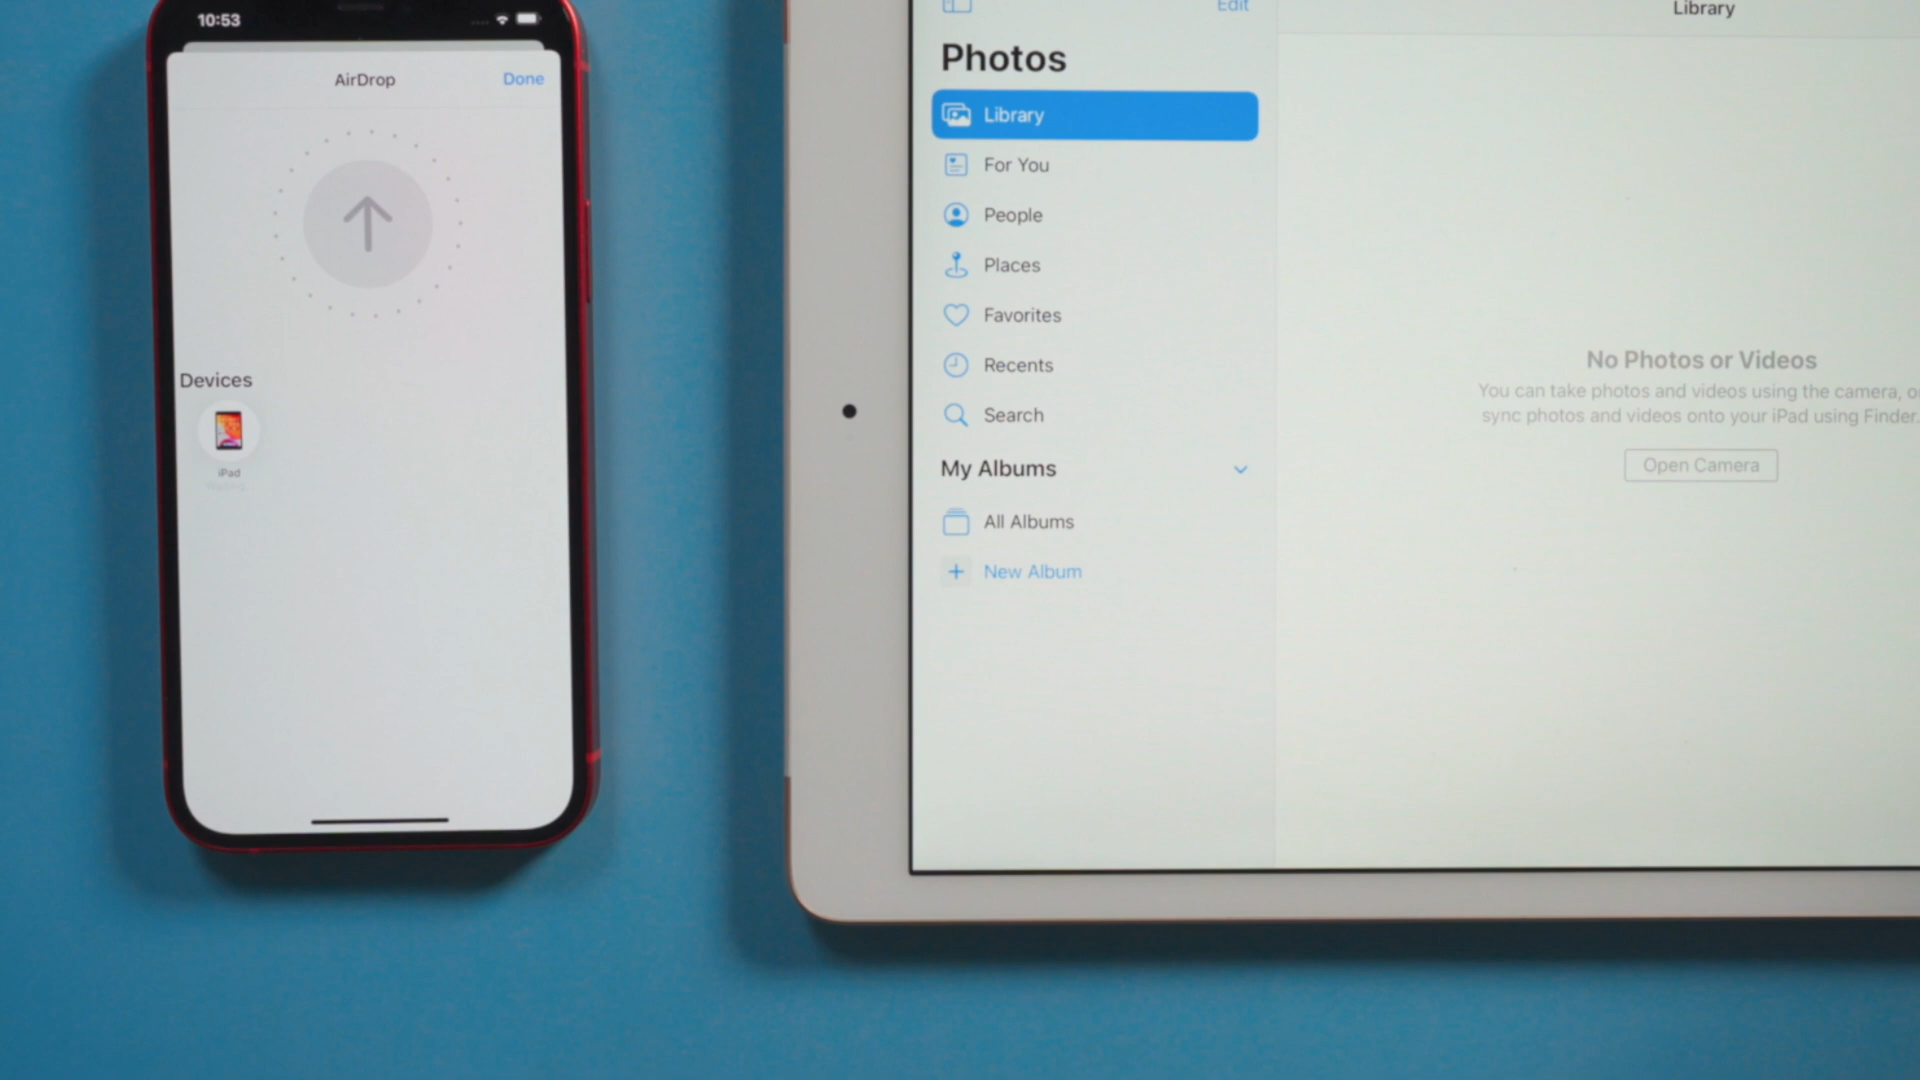 10:53
AirDrop
Done
Devices
iPad
Edit
Library
Photos
Library
For You
People
Places
Favorites
Recents
Search
My Albums
All Albums
New Album
No Photos or Videos
You can take photos and videos using the camera, or
sync photos and videos onto your iPad using Finder.
Open Camera